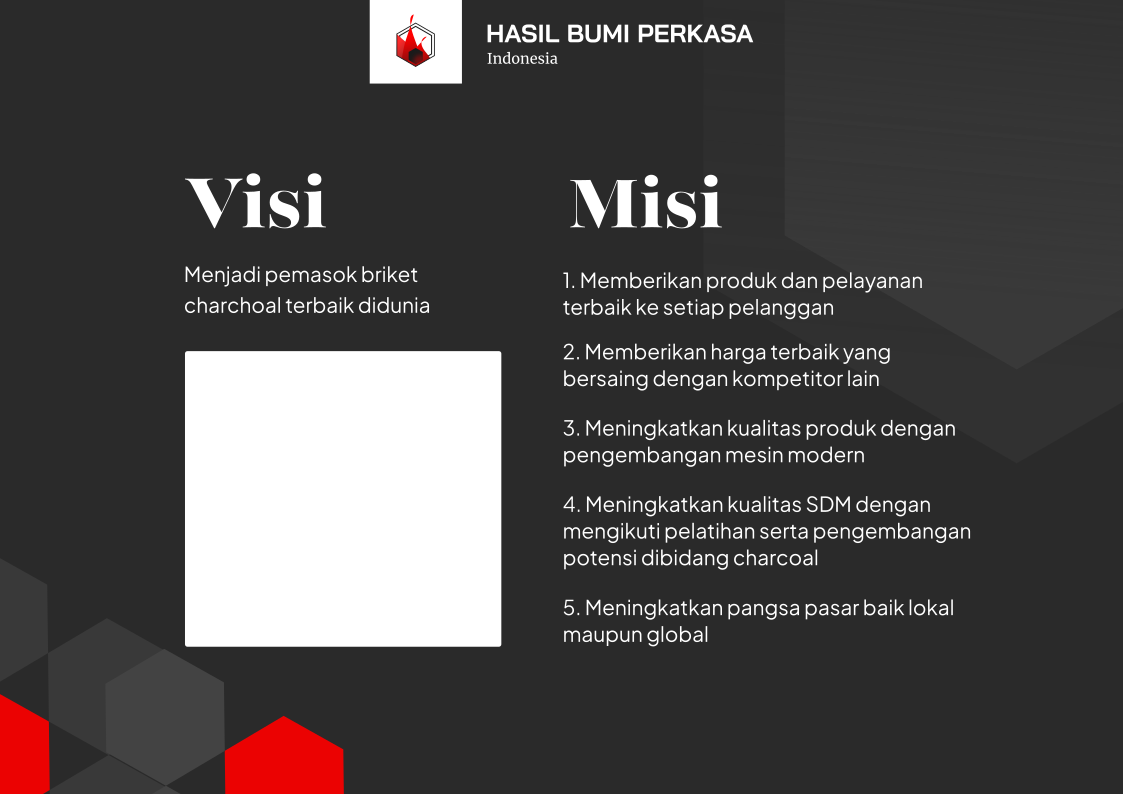 HASIL BUMI PERKASA
Indonesia
Visi
Menjadi pemasok briket
charchoal terbaik didunia
Misi
1. Memberikan produk dan pelayanan
terbaik ke setiap pelanggan
2. Memberikan harga terbaik yang
bersaing dengan kompetitor lain
3. Meningkatkan kualitas produk dengan
pengembangan mesin modern
4. Meningkatkan kualitas SDM dengan
mengikuti pelatihan serta pengembangan
potensi dibidang charcoal
5. Meningkatkan pangsa pasar baik lokal
maupun global